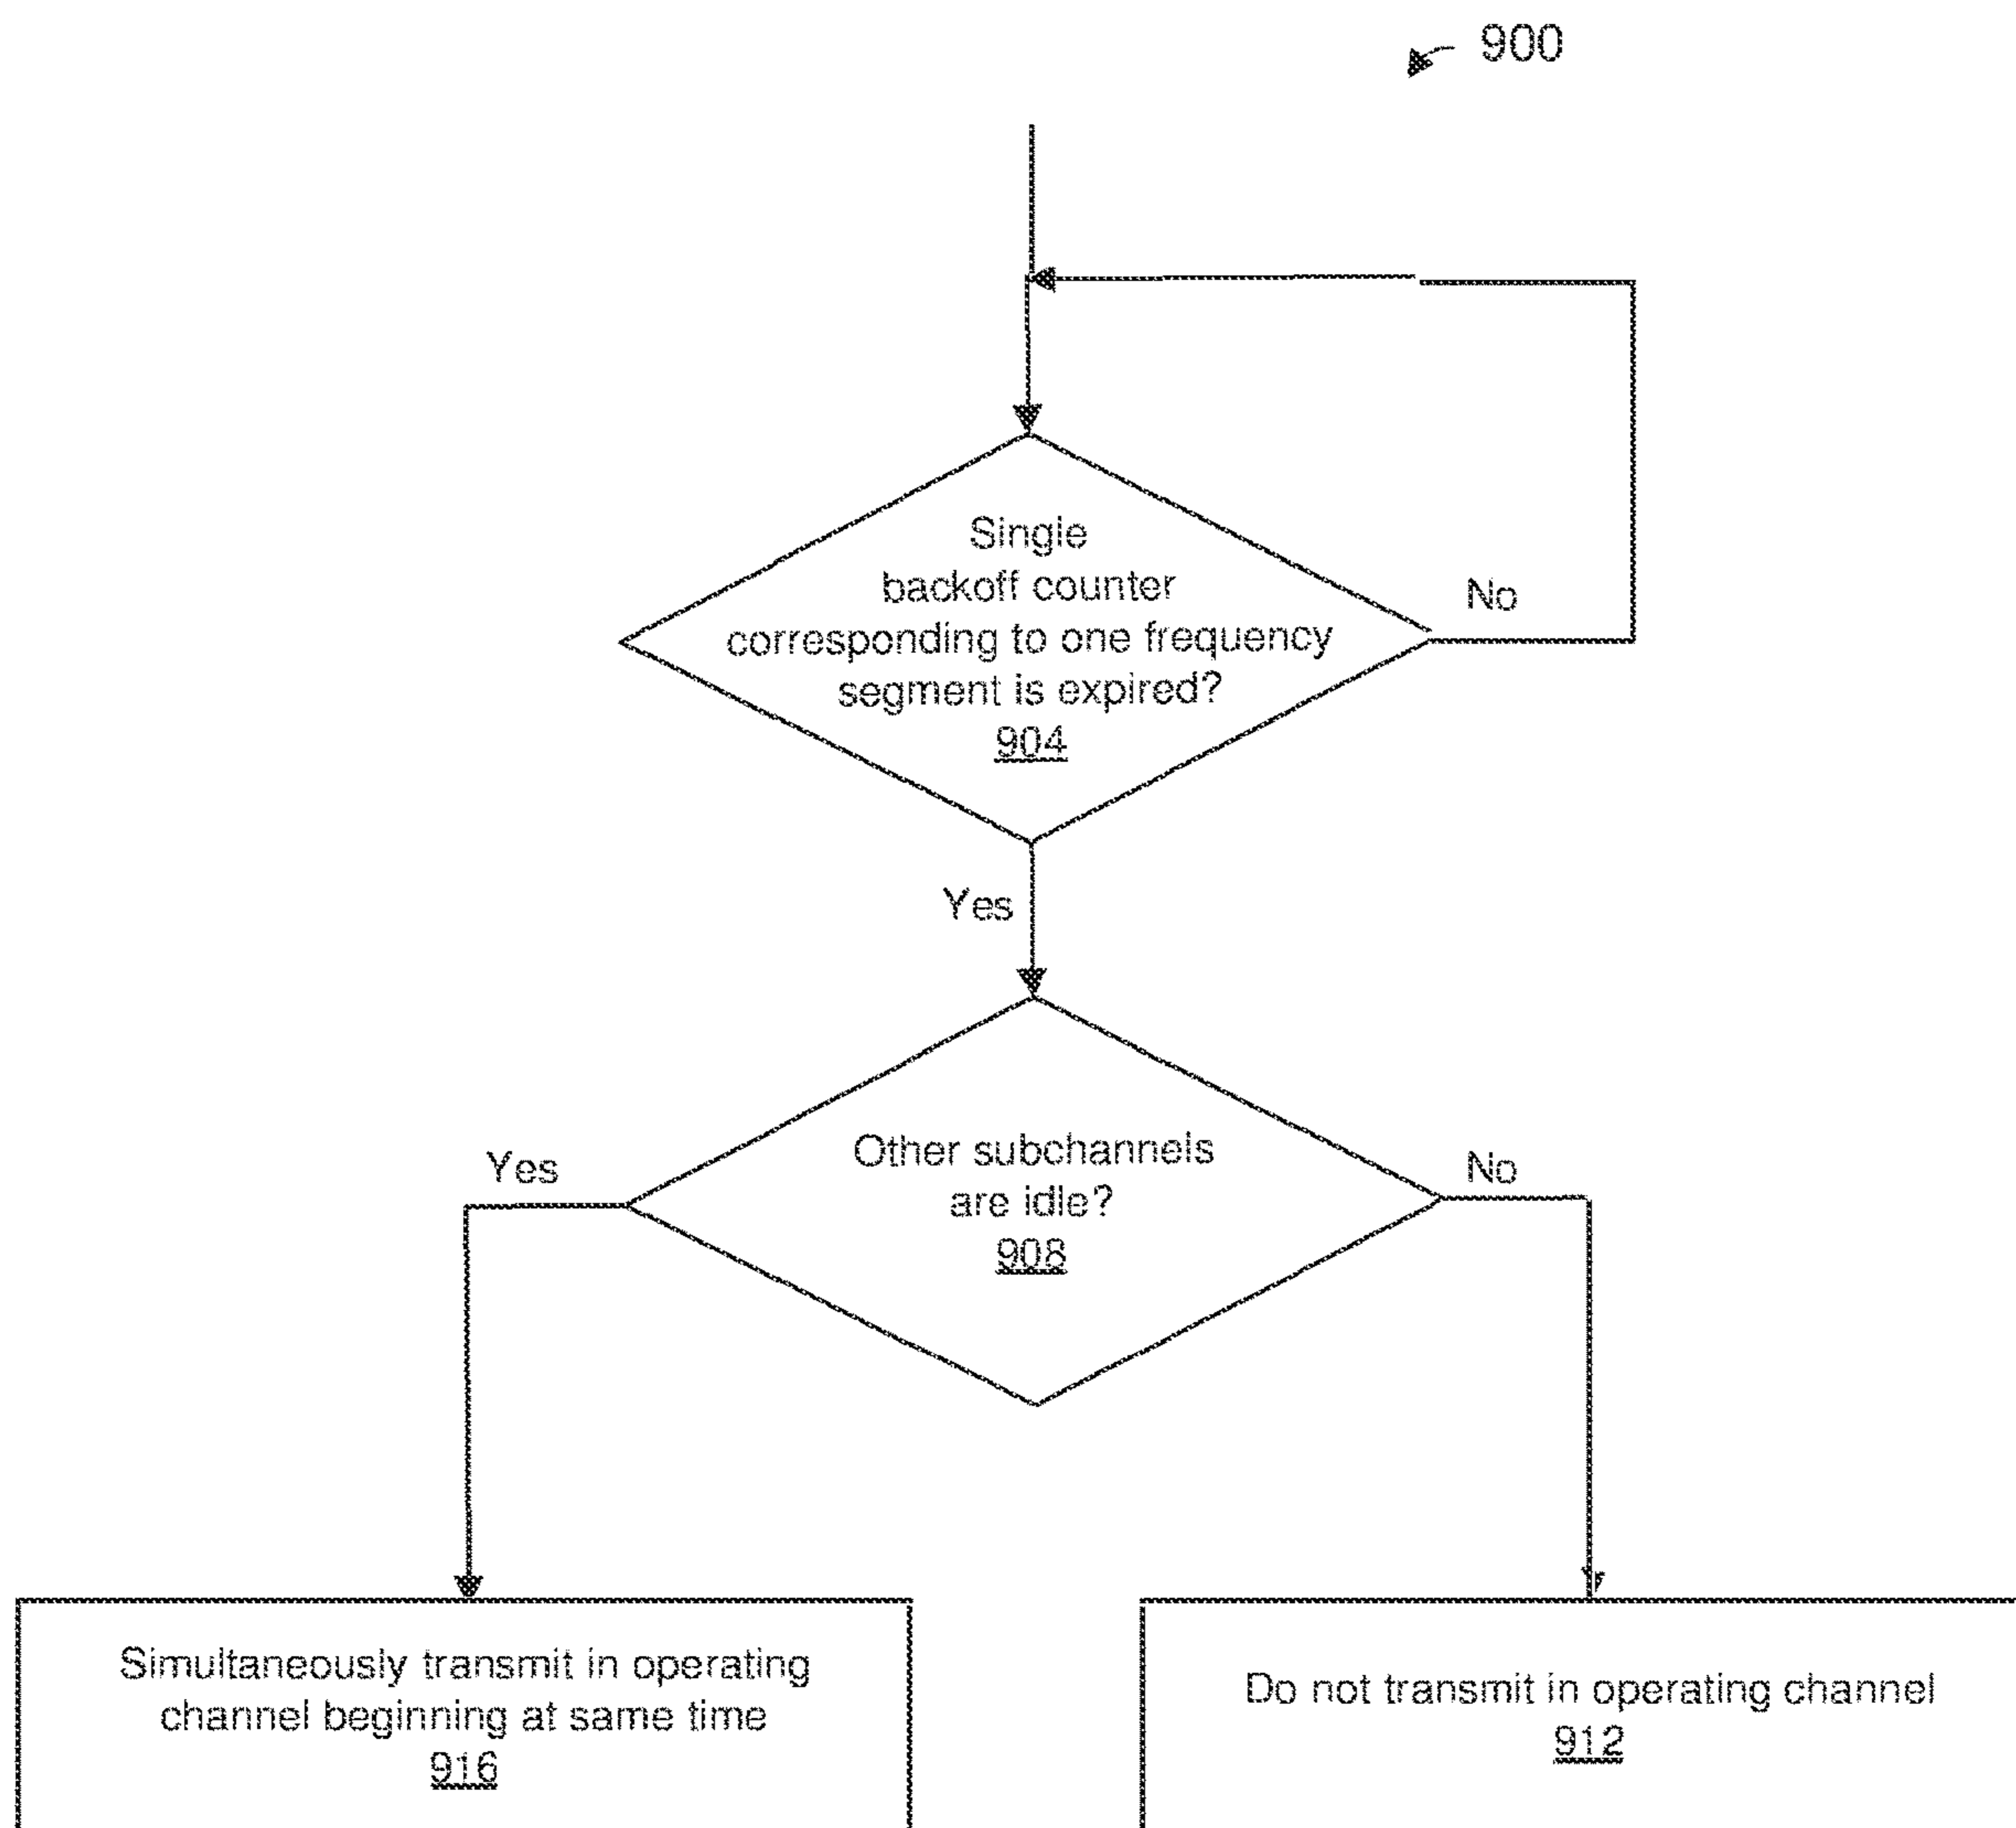 900
Single
backoff counter
corresponding to one frequency
segment is expired?
904
No
Yes
Other subchannels
are idle?
908
Yes
No
Simultaneously transmit in operating
channel beginning at same time
916
Do not transmit in operating channel
912